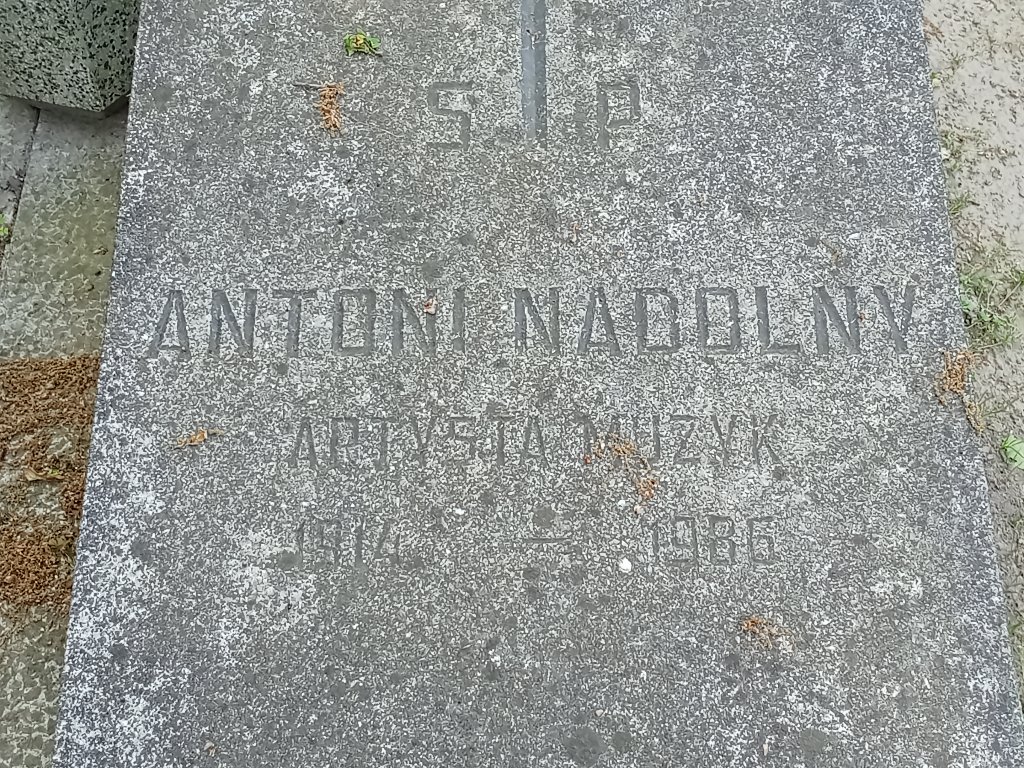 S P
ANTONI NADOLNY
ARTYSTA MUZYK
1914 – 1986